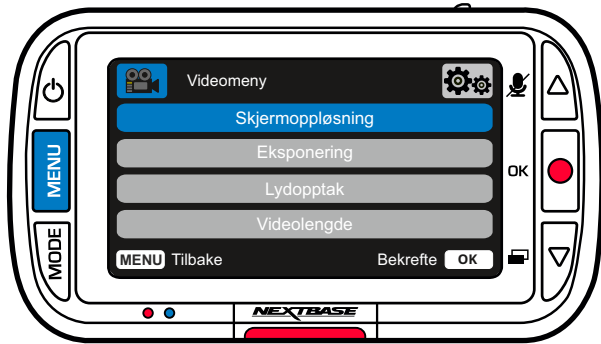 Videomeny
Skjermoppløsning
Eksponering
Lydopptak
Videolengde
MENU Tilbake Bekrefte OK
MENU
MODE
OK
NEXTBASE